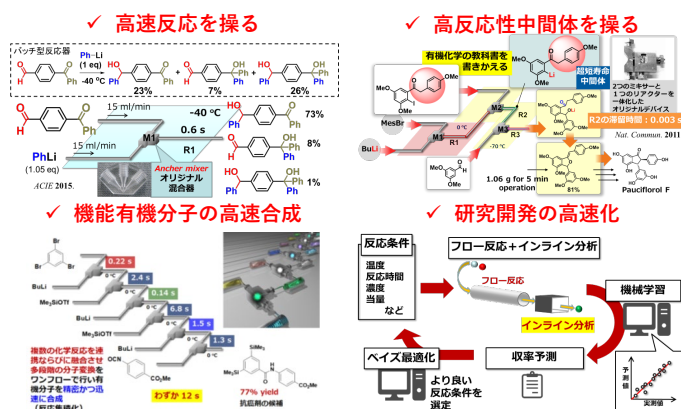 ✓ 高速反応を操る
バッチ型反応器
Ph-Li
(1 eq)
-40 ℃
23%
7%
26%
15 ml/min
-40 ℃
0.6 s
M1
R1
15 ml/min
PhLi
(1.05 eq)
Ancher mixer
オリジナル
混合器
ACIE 2015.
73%
8%
1%
✓ 高反応性中間体を操る
有機化学の教科書を
書きかえる
超短寿命
中間体
2つのミキサーと
1つのリアクターを
一体化した
オリジナルデバイス
R2の滞留時間：0.003 s
Nat. Commun. 2011
MesBr
BuLi
M1
R1
0 ℃
M2
R2
M3
R3
-70 ℃
1.06 g for 5 min
operation
81%
Pauciflorol F
✓ 機能有機分子の高速合成
Br
Br
Br
0.22 s
2.4 s
0.14 s
6.8 s
1.5 s
1.3 s
BuLi
Me₃SiOTf
BuLi
Me₃SiOTf
BuLi
OCN
CO₂Me
複数の化学反応を連
携ならびに融合させ
多段階の分子変換を
ワンフローで行い有
機分子を精密かつ迅
速に合成
（反応集積化）
わずか 12 s
SiMe₃
Me₃Si
CO₂Me
77% yield
抗癌剤の候補
✓ 研究開発の高速化
反応条件
温度
反応時間
濃度
当量
など
フロー反応＋インライン分析
フロー反応
インライン分析
機械学習
ベイズ最適化
収率予測
より良い
反応条件を
選定
予測値
実測値